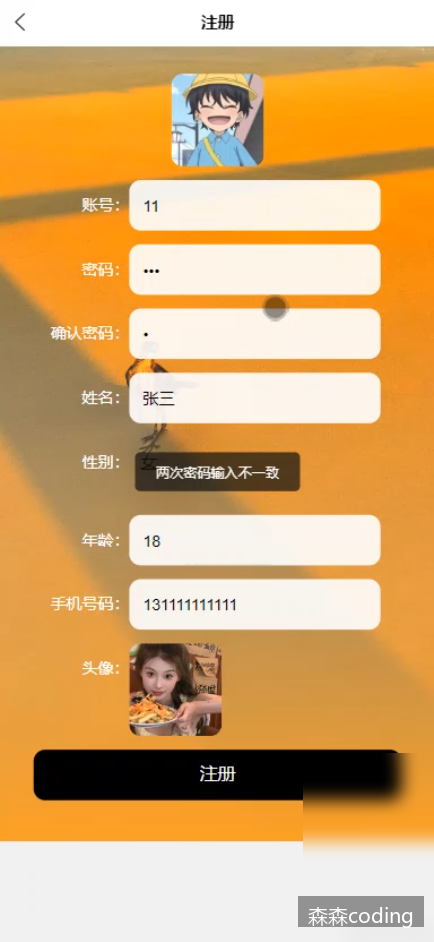 注册
账号：
11
密码：
•••
确认密码：
•
姓名：
张三
性别：
女
两次密码输入不一致
年龄：
18
手机号码：
131111111111
头像：
注册
森森coding